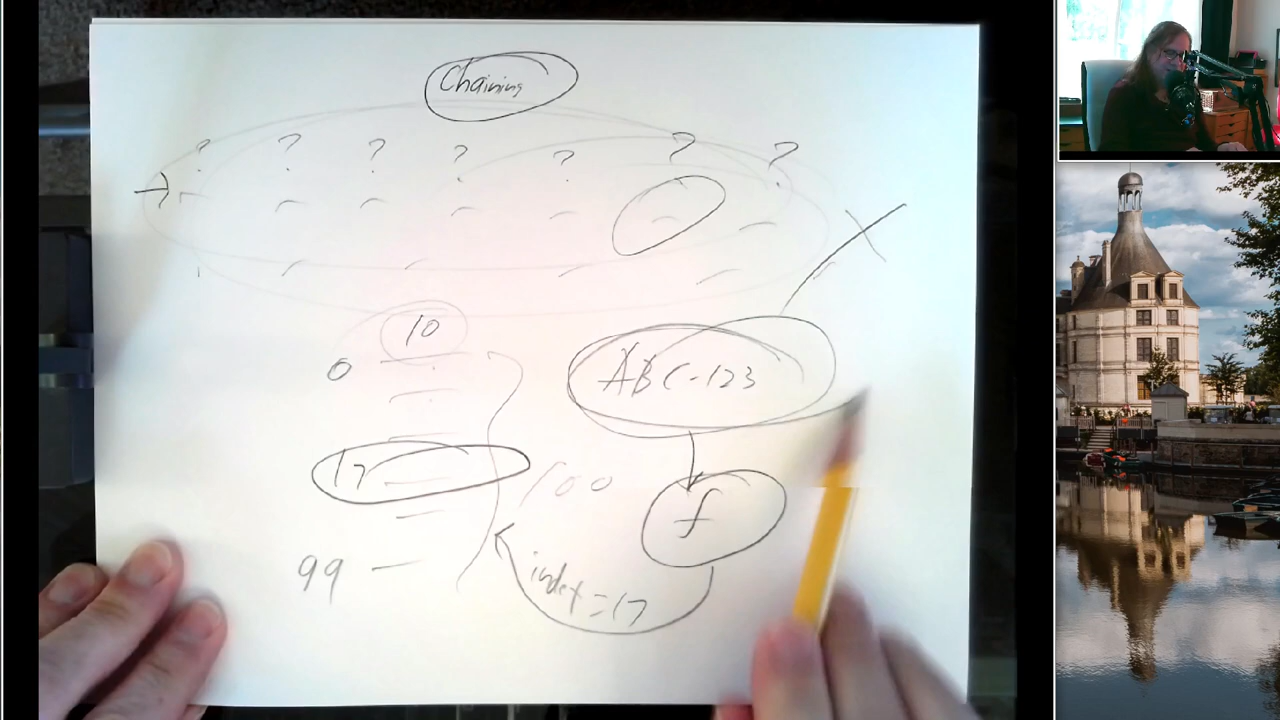 Chaining
? ? ? ? ? ? ?
10
0
ABC-123
17
100
f
99
index = 17